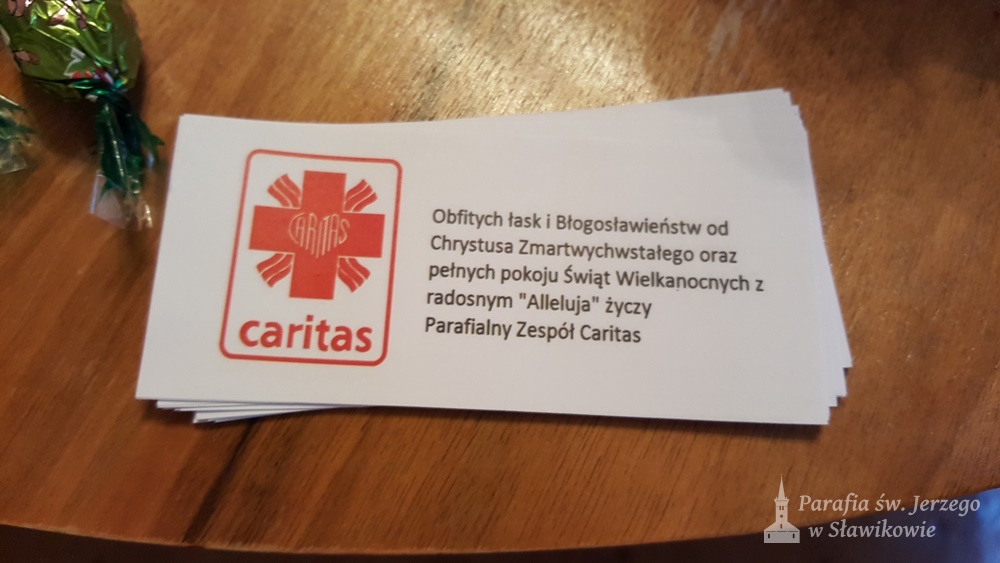 CARITAS
caritas
Obfitych łask i Błogosławieństw od
Chrystusa Zmartwychwstałego oraz
pełnych pokoju Świąt Wielkanocnych z
radosnym "Alleluja" życzy
Parafialny Zespół Caritas
Parafia św. Jerzego
w Sławikowie